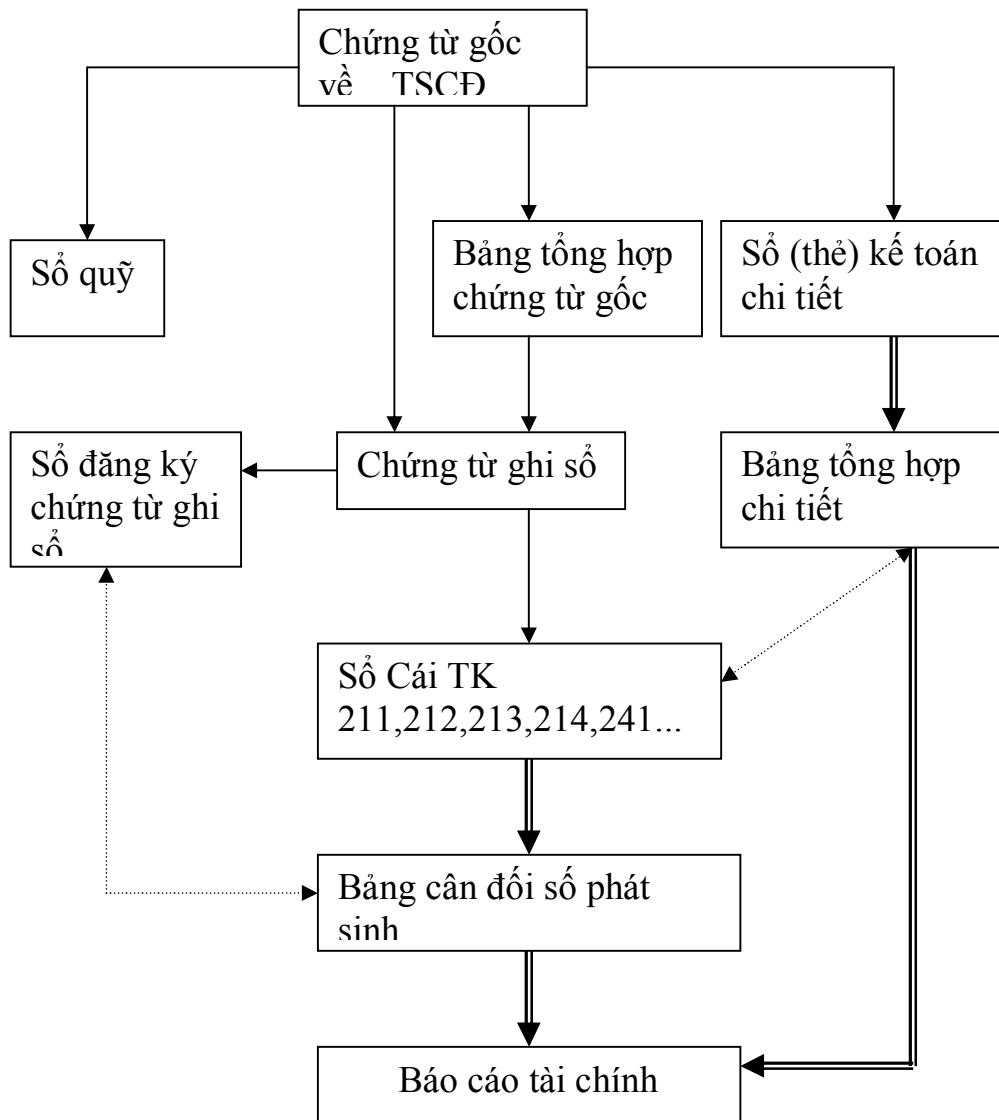 Chứng từ gốc
về TSCĐ
Sổ quỹ
Bảng tổng hợp
chứng từ gốc
Sổ (thẻ) kế toán
chi tiết
Sổ đăng ký
chứng từ ghi
sổ
Chứng từ ghi sổ
Bảng tổng hợp
chi tiết
Sổ Cái TK
211,212,213,214,241...
Bảng cân đối số phát
sinh
Báo cáo tài chính